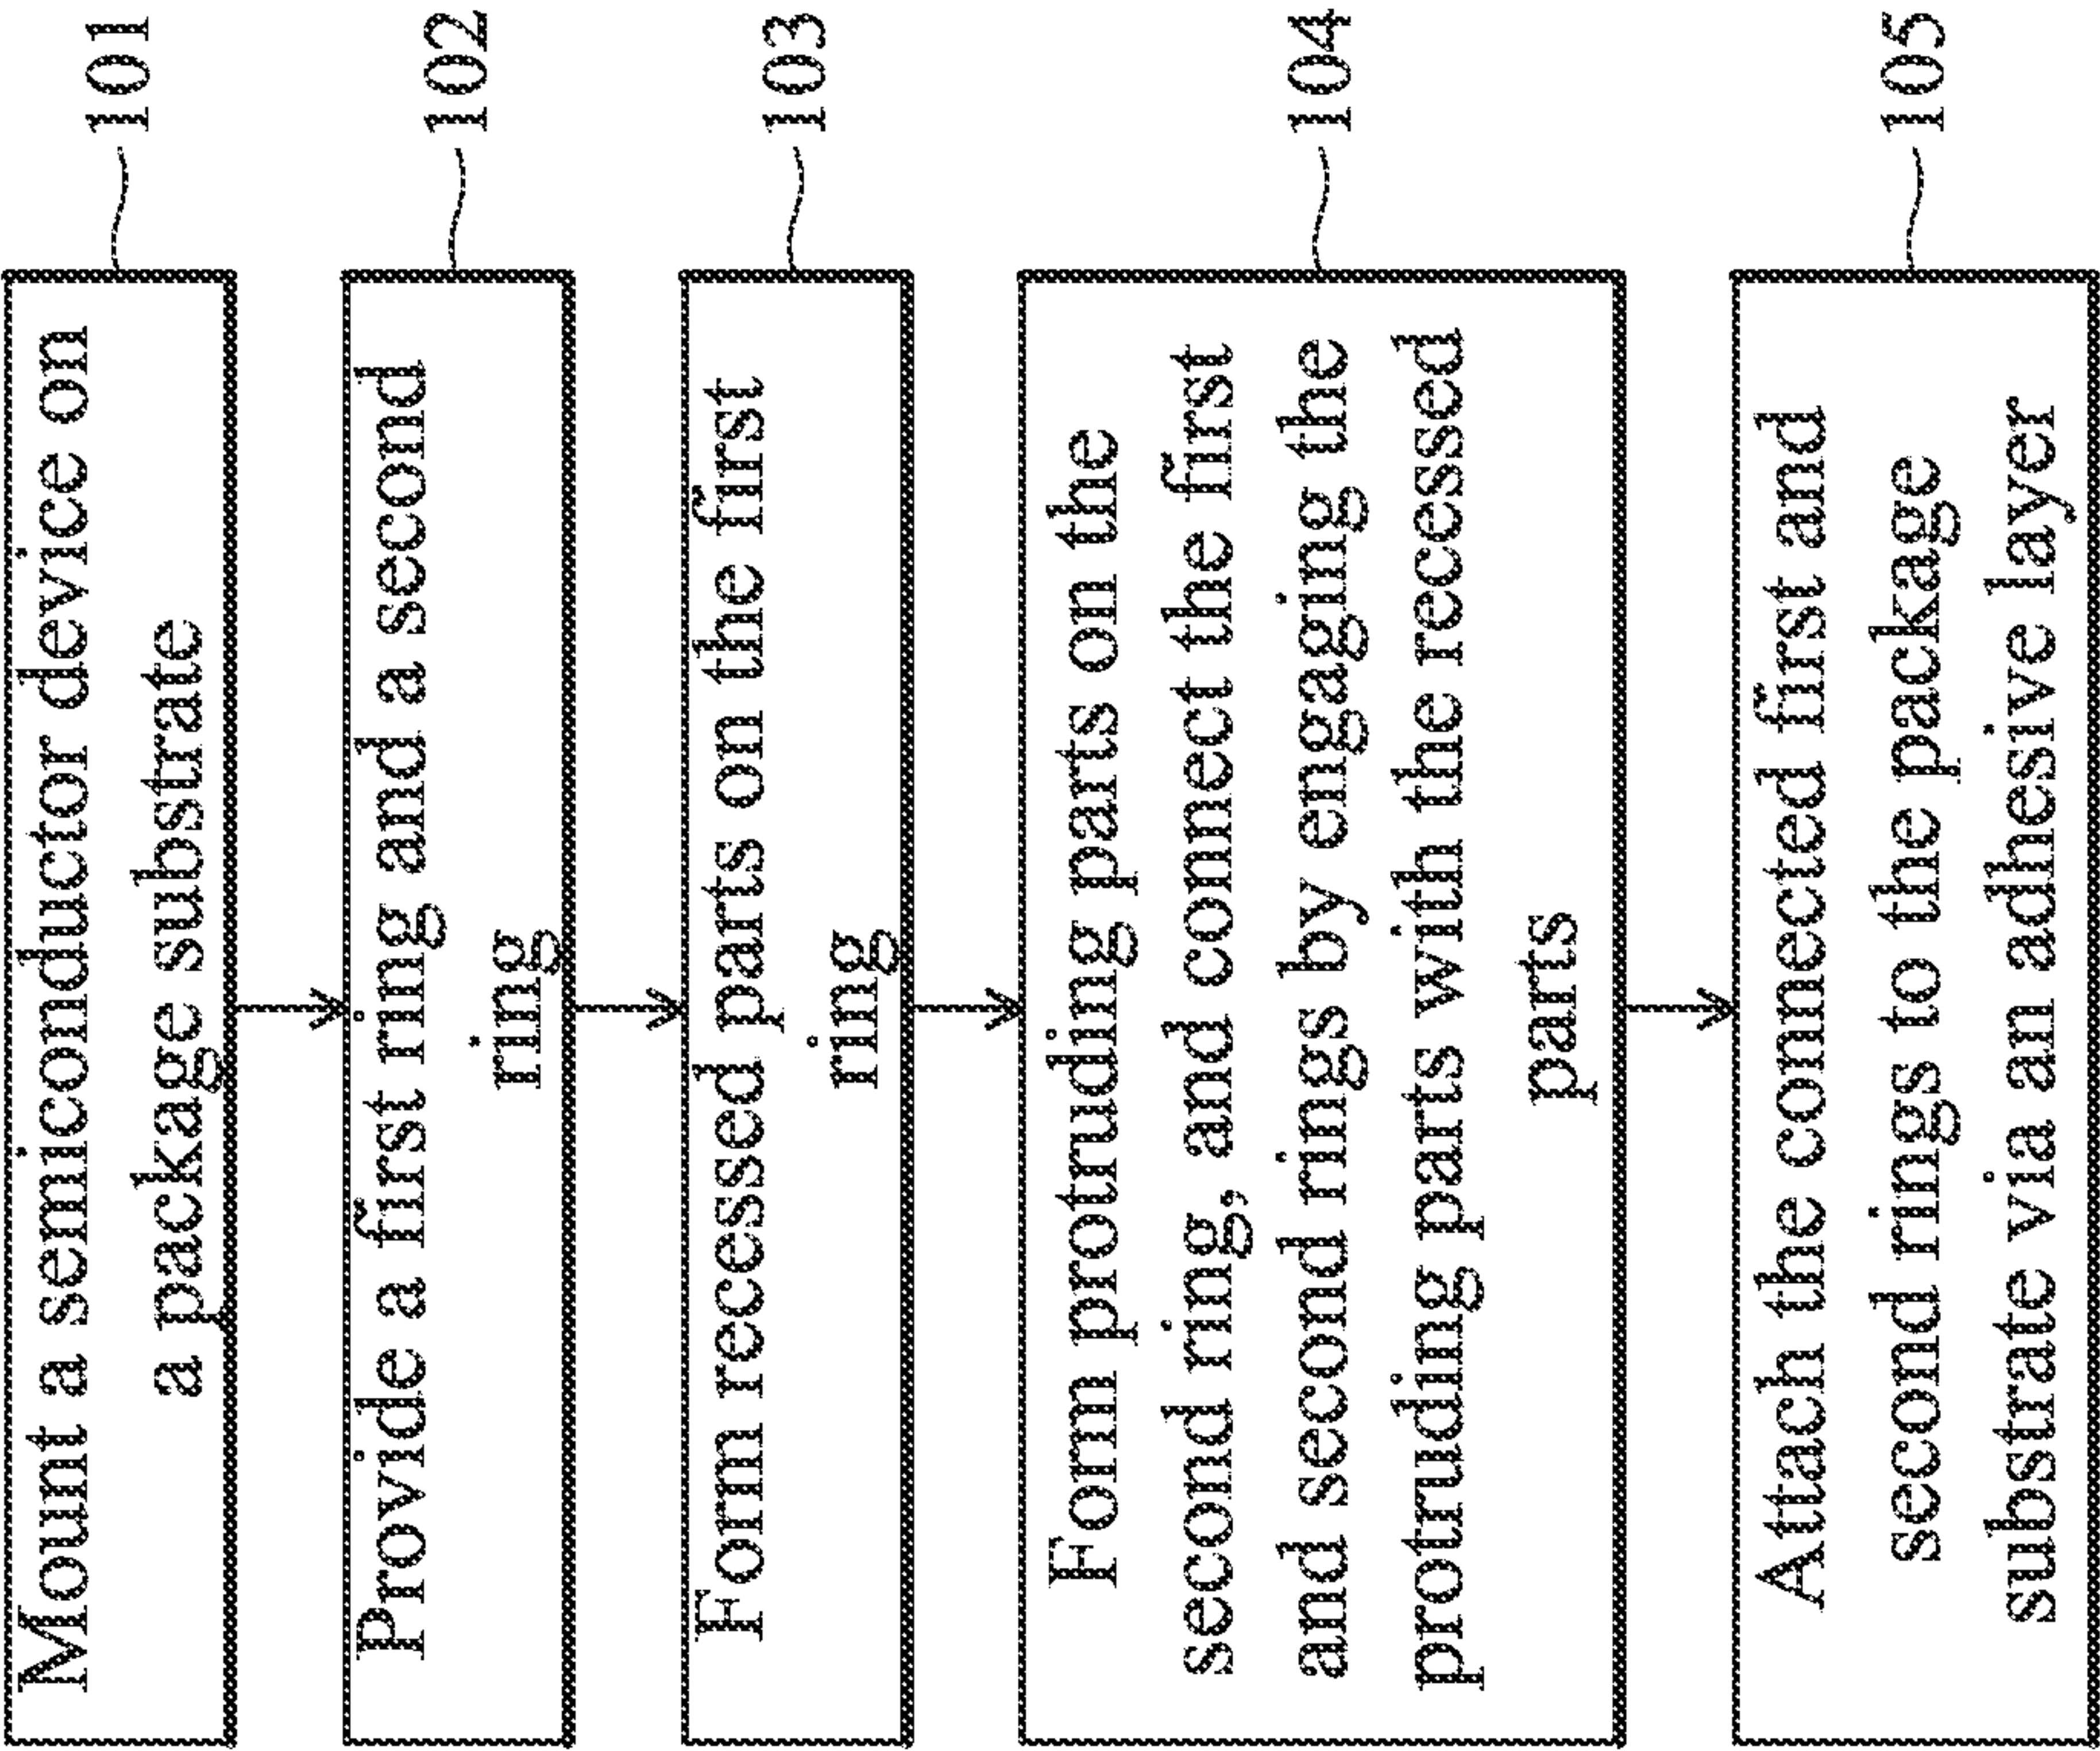 Mount a semiconductor device on
a package substrate
101
Provide a first ring and a second
ring
102
Form recessed parts on the first
ring
103
Form protruding parts on the
second ring, and connect the first
and second rings by engaging the
protruding parts with the recessed
parts
104
Attach the connected first and
second rings to the package
substrate via an adhesive layer
105